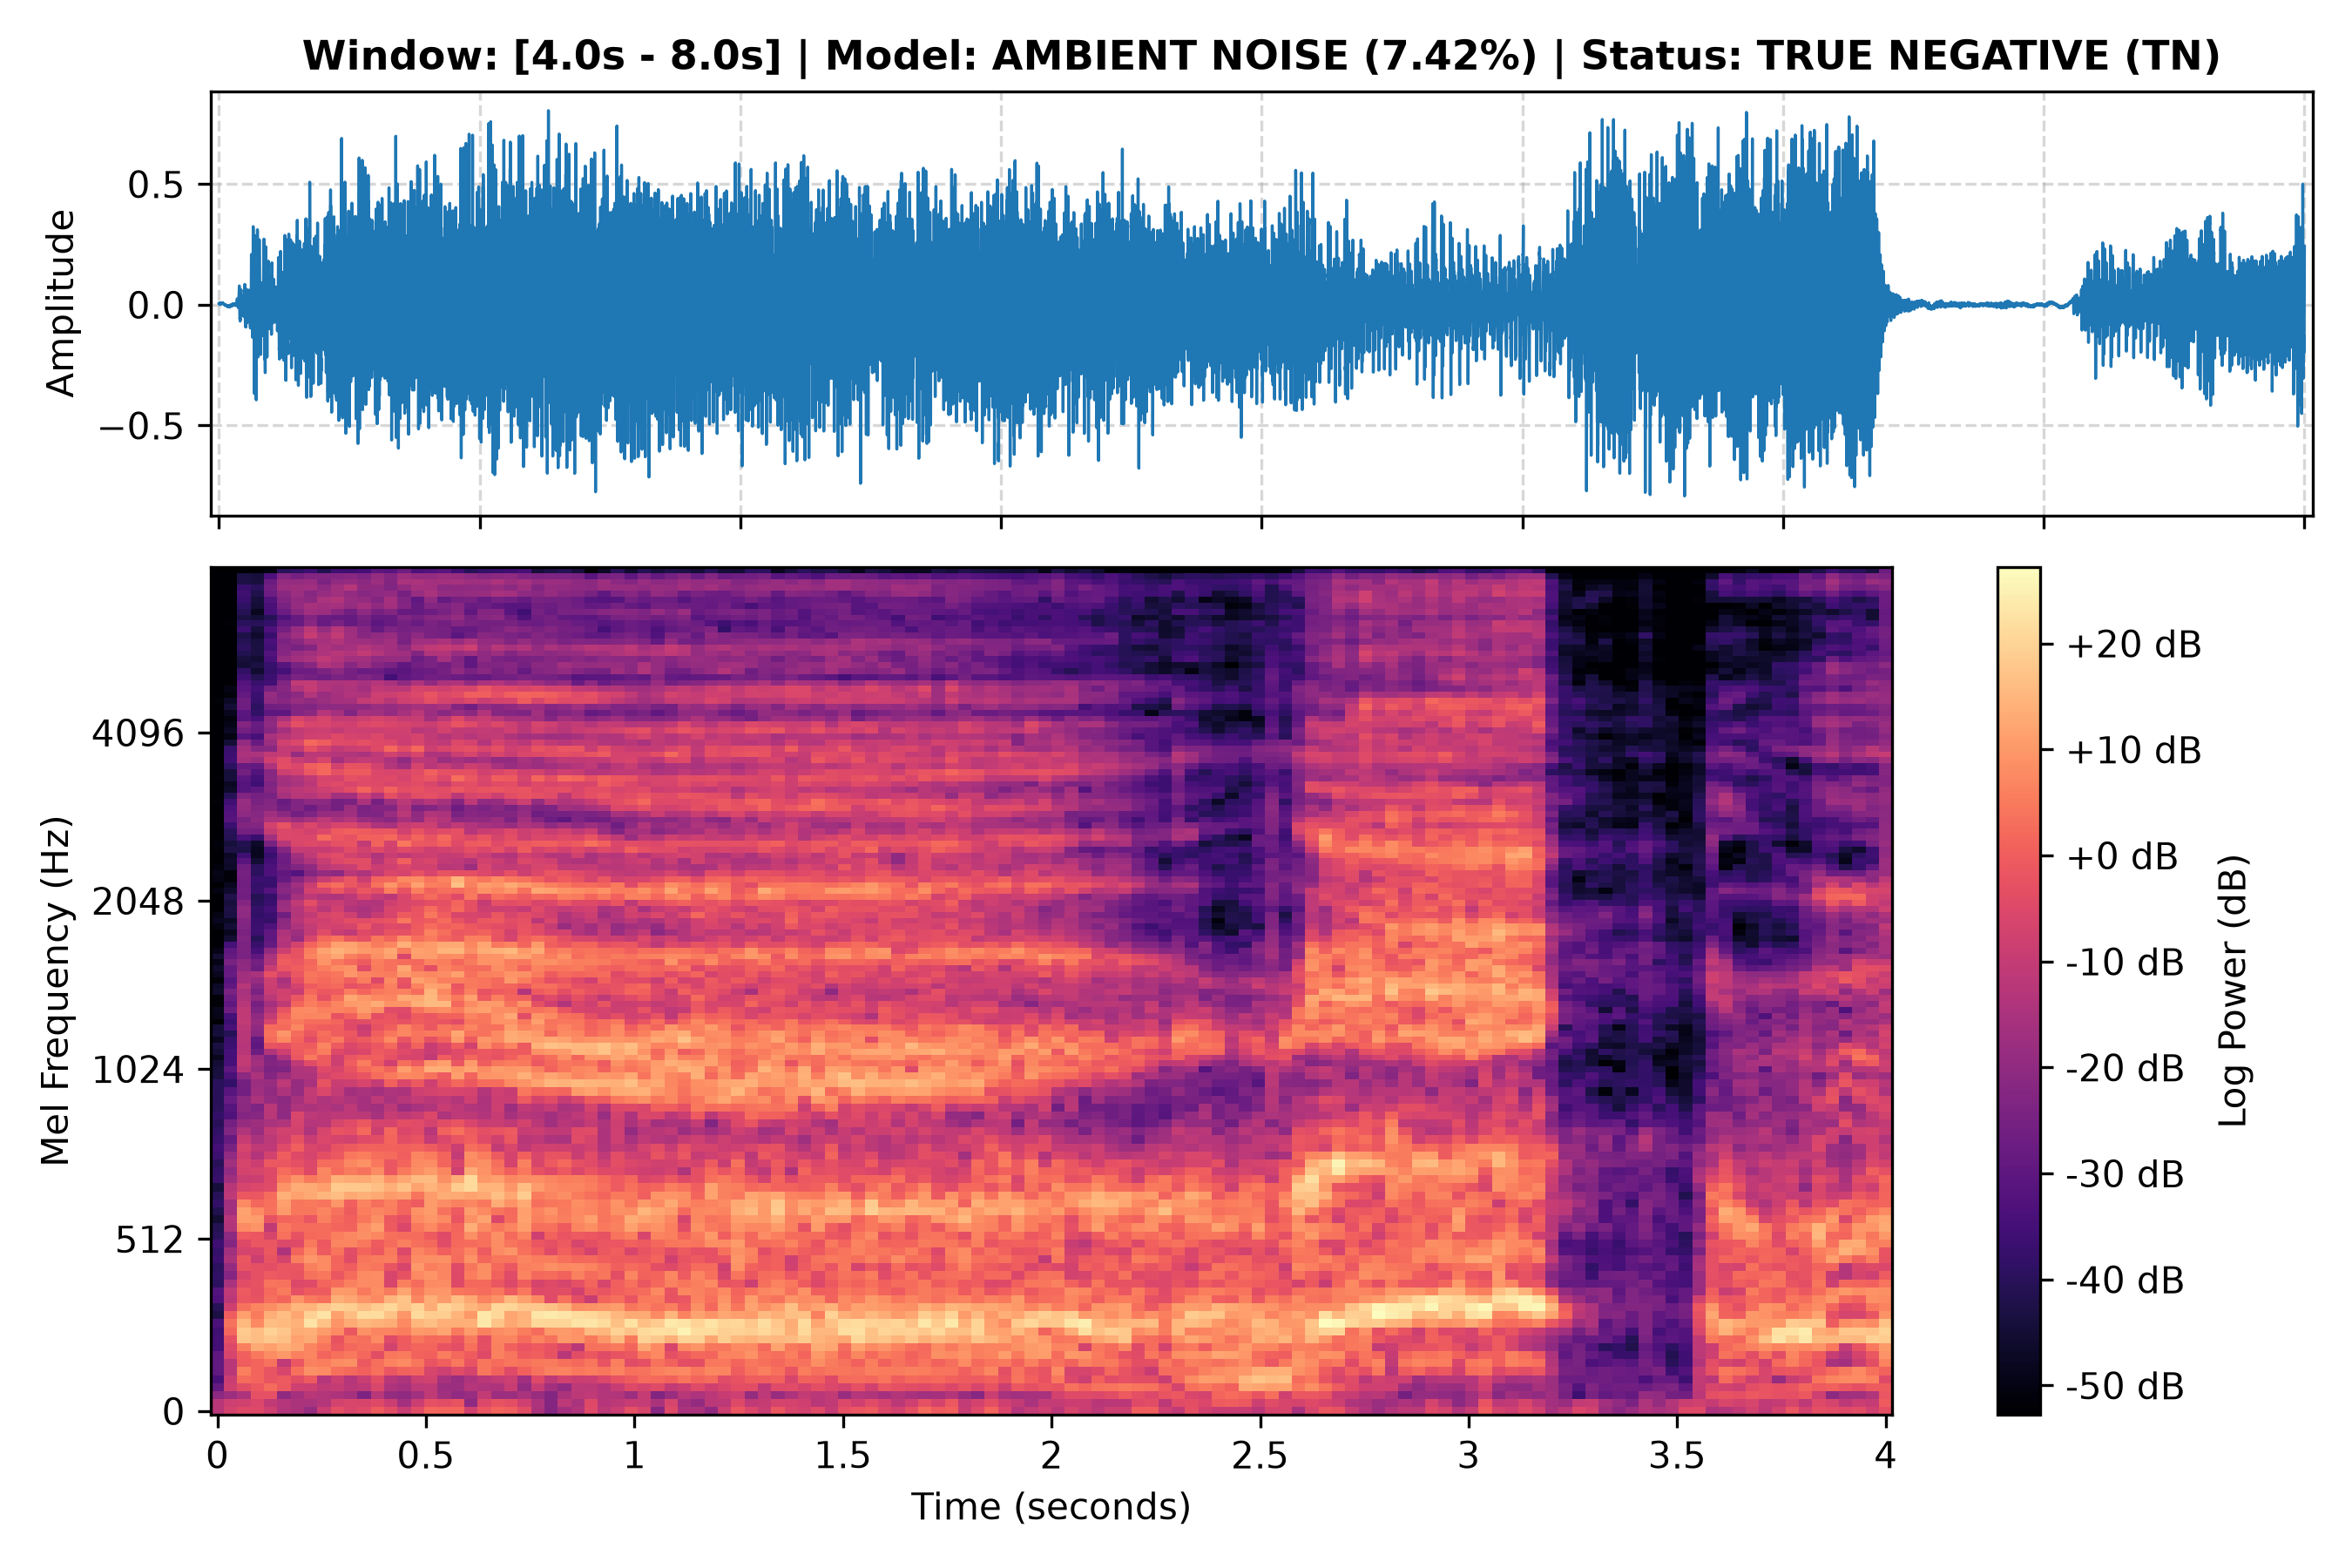 Window: [4.0s - 8.0s] | Model: AMBIENT NOISE (7.42%) | Status: TRUE NEGATIVE (TN)
Amplitude
0.5
0.0
−0.5
Mel Frequency (Hz)
4096
2048
1024
512
0
0
0.5
1
1.5
2
2.5
3
3.5
4
Time (seconds)
+20 dB
+10 dB
+0 dB
-10 dB
-20 dB
-30 dB
-40 dB
-50 dB
Log Power (dB)